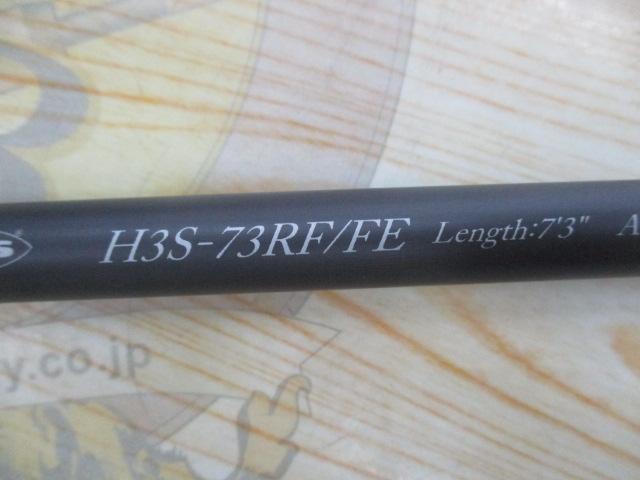 S® H3S-73RF/FE Length:7'3" A
y.co.jp